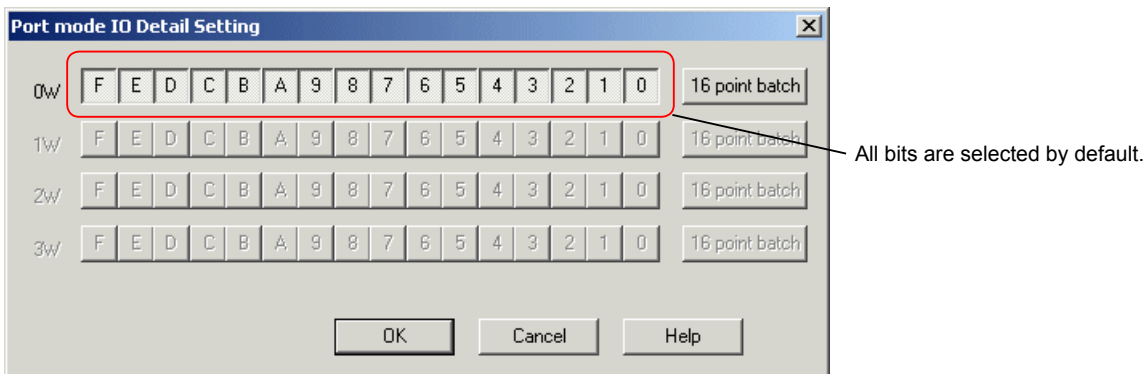 Port mode IO Detail Setting
0W F E D C B A 9 8 7 6 5 4 3 2 1 0 16 point batch
1W F E D C B A 9 8 7 6 5 4 3 2 1 0 16 point batch
All bits are selected by default.
2W F E D C B A 9 8 7 6 5 4 3 2 1 0 16 point batch
3W F E D C B A 9 8 7 6 5 4 3 2 1 0 16 point batch
OK Cancel Help